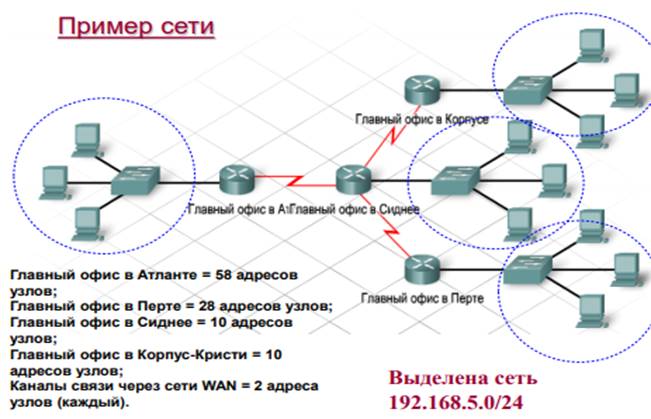 Пример сети
Главный офис в Корпусе
Главный офис в Ат
Главный офис в Сиднее
Главный офис в Перте
Главный офис в Атланте = 58 адресов
узлов;
Главный офис в Перте = 28 адресов узлов;
Главный офис в Сиднее = 10 адресов
узлов;
Главный офис в Корпус-Кристи = 10
адресов узлов;
Каналы связи через сети WAN = 2 адреса
узлов (каждый).
Выделена сеть
192.168.5.0/24